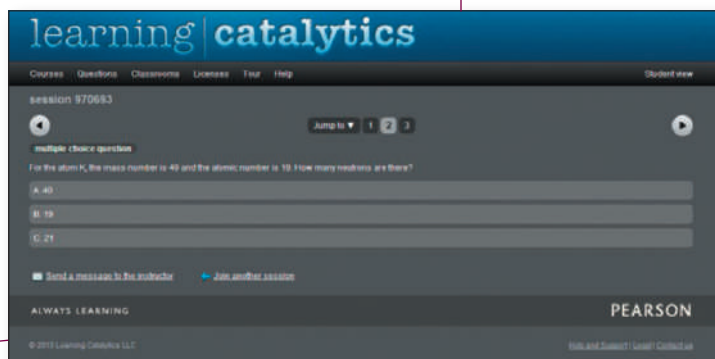 learning | catalytics
Courses Questions Classrooms Licenses Tour Help Student view
session 970693
Jump to ▼ 1 2 3
multiple choice question
For the atom K, the mass number is 40 and the atomic number is 19. How many neutrons are there?
A. 40
B. 19
C. 21
Send a message to the instructor Join another session
ALWAYS LEARNING PEARSON
© 2013 Learning Catalytics LLC Help and Support | Legal | Contact us